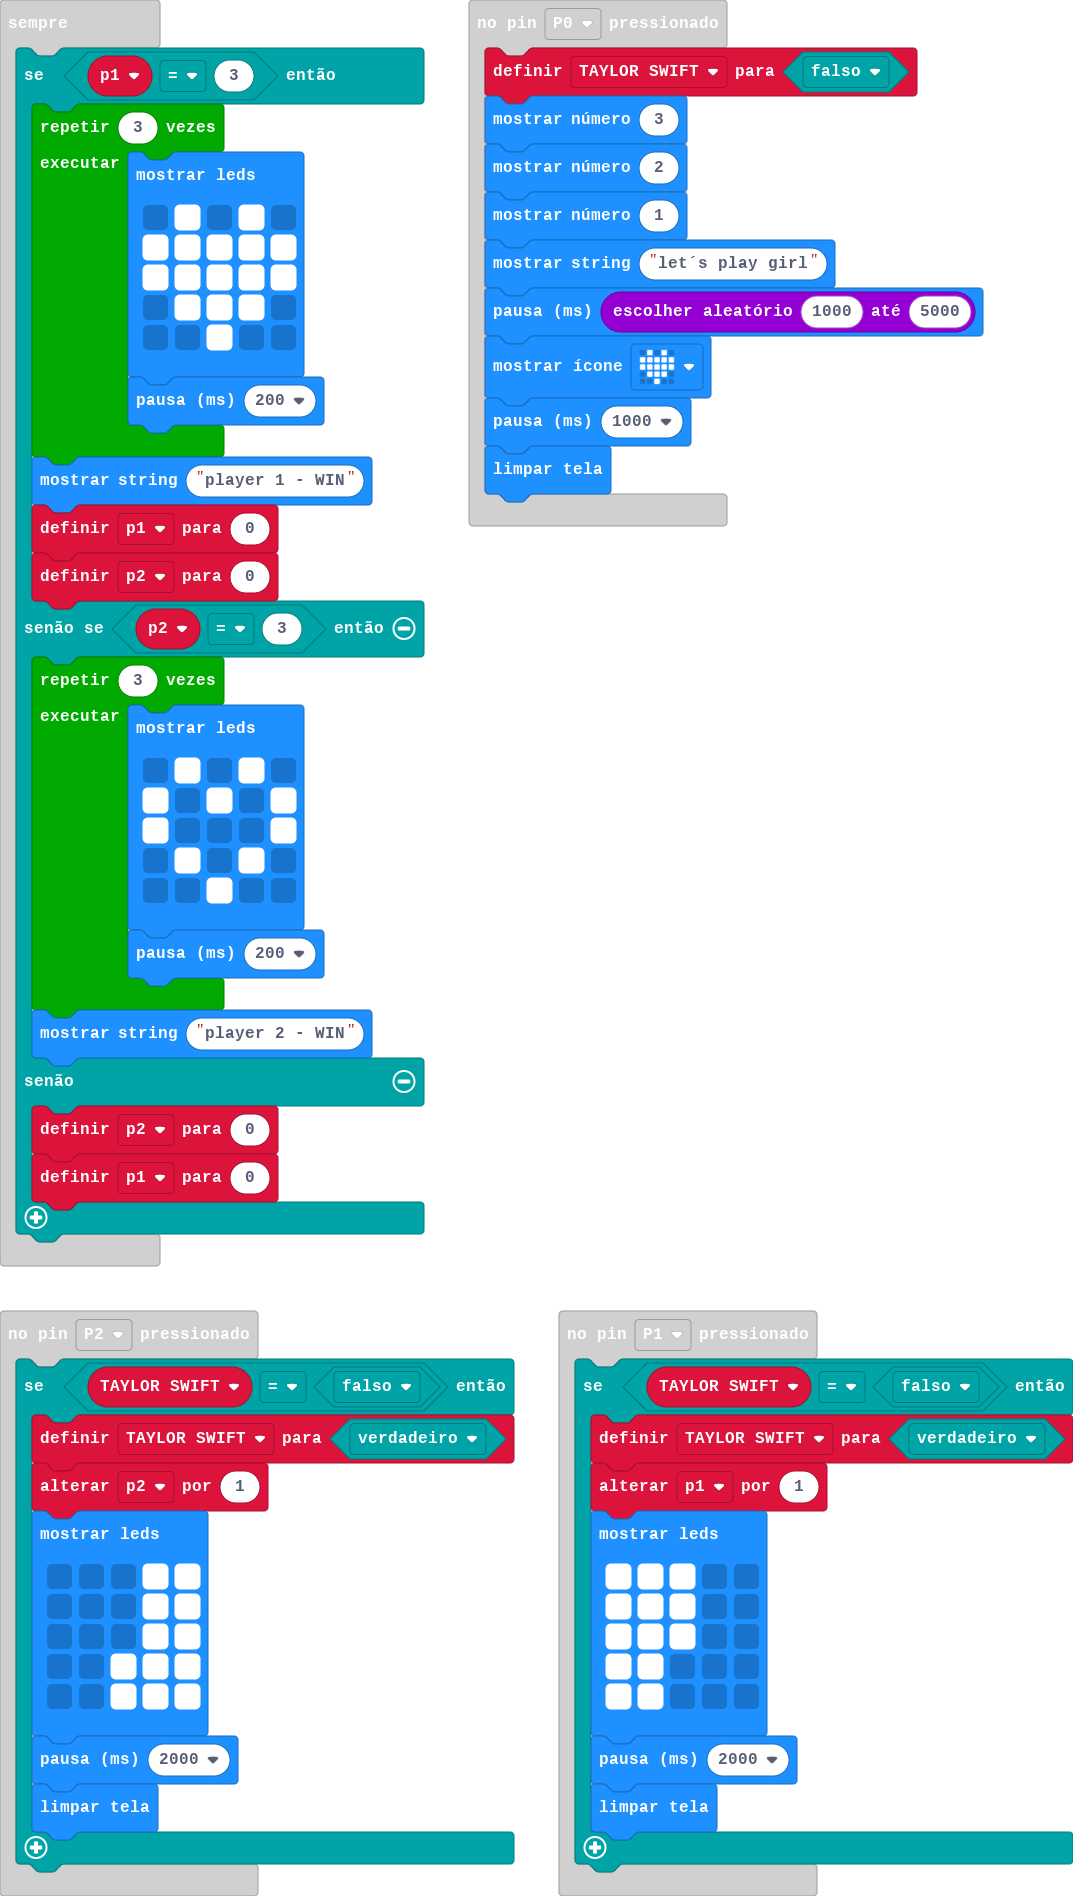 sempre
se p1 = 3 então
repetir 3 vezes
executar mostrar leds
pausa (ms) 200
mostrar string "player 1 - WIN"
definir p1 para 0
definir p2 para 0
senão se p2 = 3 então
repetir 3 vezes
executar mostrar leds
pausa (ms) 200
mostrar string "player 2 - WIN"
senão
definir p2 para 0
definir p1 para 0
no pin P0 pressionado
definir TAYLOR SWIFT para falso
mostrar número 3
mostrar número 2
mostrar número 1
mostrar string "let´s play girl"
pausa (ms) escolher aleatório 1000 até 5000
mostrar ícone
pausa (ms) 1000
limpar tela
no pin P2 pressionado
se TAYLOR SWIFT = falso então
definir TAYLOR SWIFT para verdadeiro
alterar p2 por 1
mostrar leds
pausa (ms) 2000
limpar tela
no pin P1 pressionado
se TAYLOR SWIFT = falso então
definir TAYLOR SWIFT para verdadeiro
alterar p1 por 1
mostrar leds
pausa (ms) 2000
limpar tela